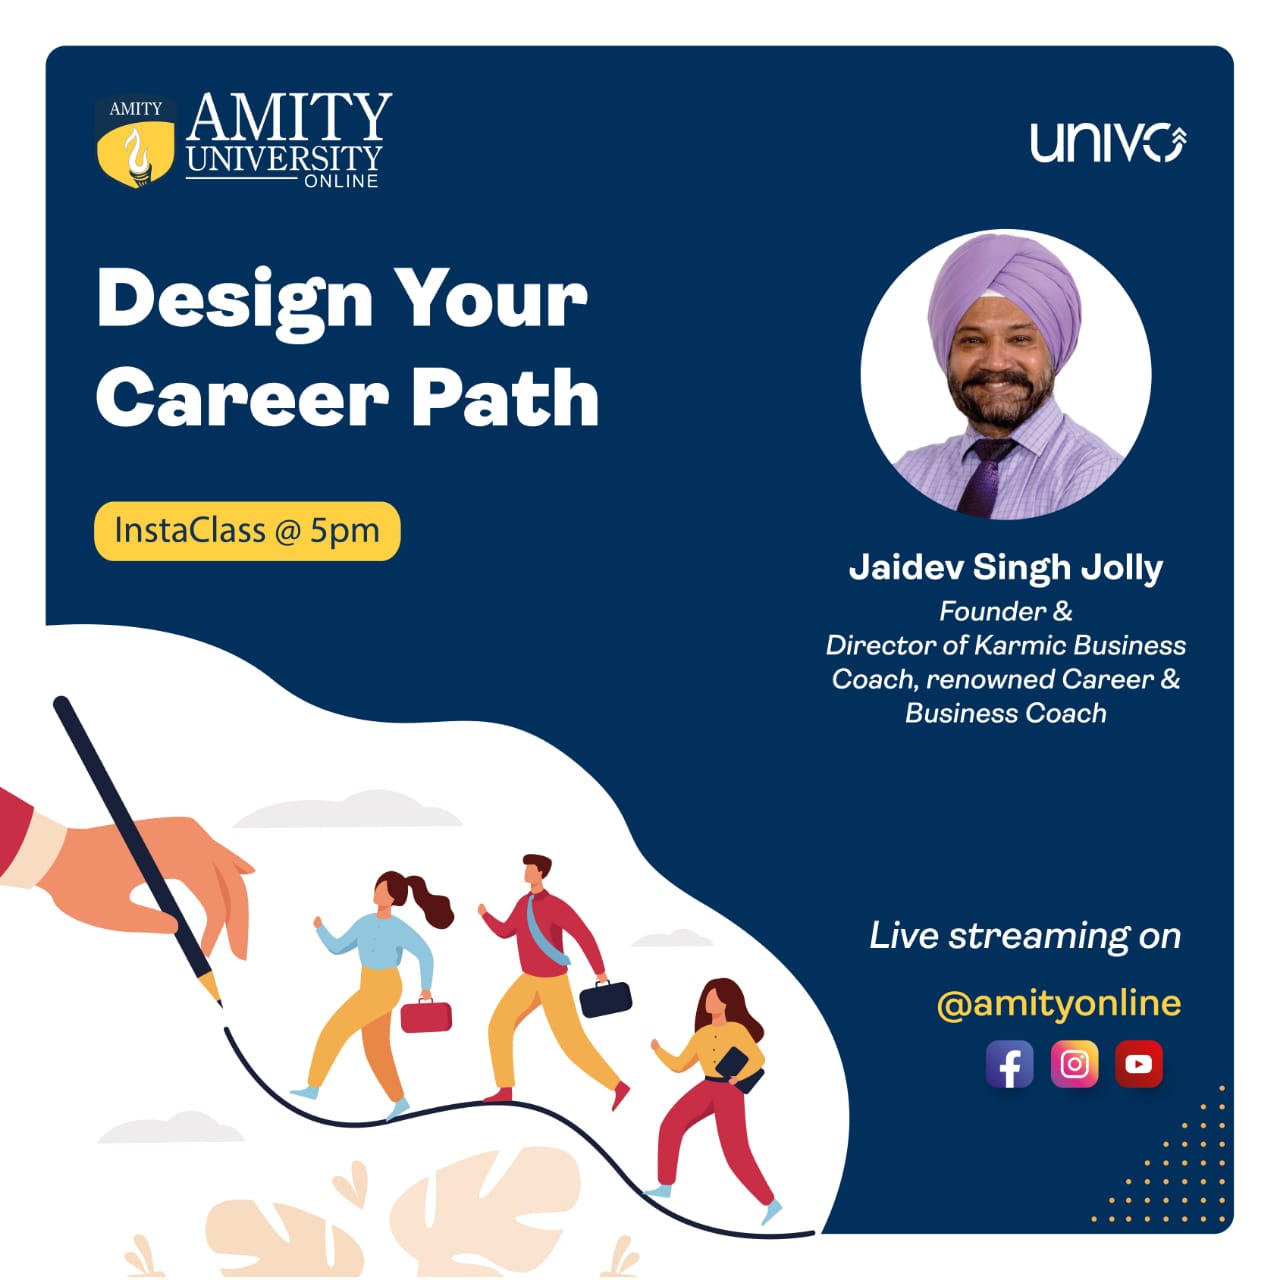 AMITY
AMITY
UNIVERSITY
ONLINE
UNIVO
Design Your
Career Path
InstaClass @ 5pm
Jaidev Singh Jolly
Founder &
Director of Karmic Business
Coach, renowned Career &
Business Coach
Live streaming on
@amityonline